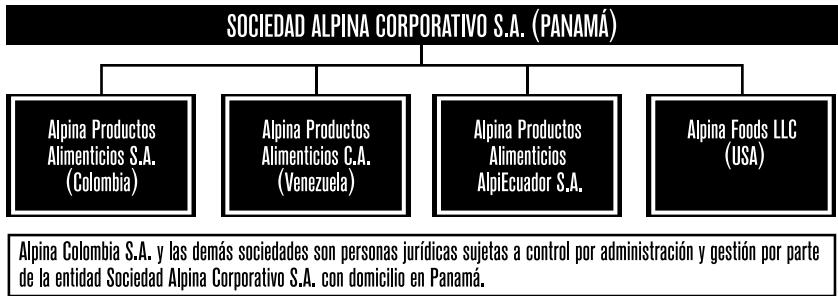 SOCIEDAD ALPINA CORPORATIVO S.A. (PANAMÁ)
Alpina Productos
Alimenticios S.A.
(Colombia)
Alpina Productos
Alimenticios C.A.
(Venezuela)
Alpina Productos
Alimenticios
AlpiEcuador S.A.
Alpina Foods LLC
(USA)
Alpina Colombia S.A. y las demás sociedades son personas jurídicas sujetas a control por administración y gestión por parte
de la entidad Sociedad Alpina Corporativo S.A. con domicilio en Panamá.